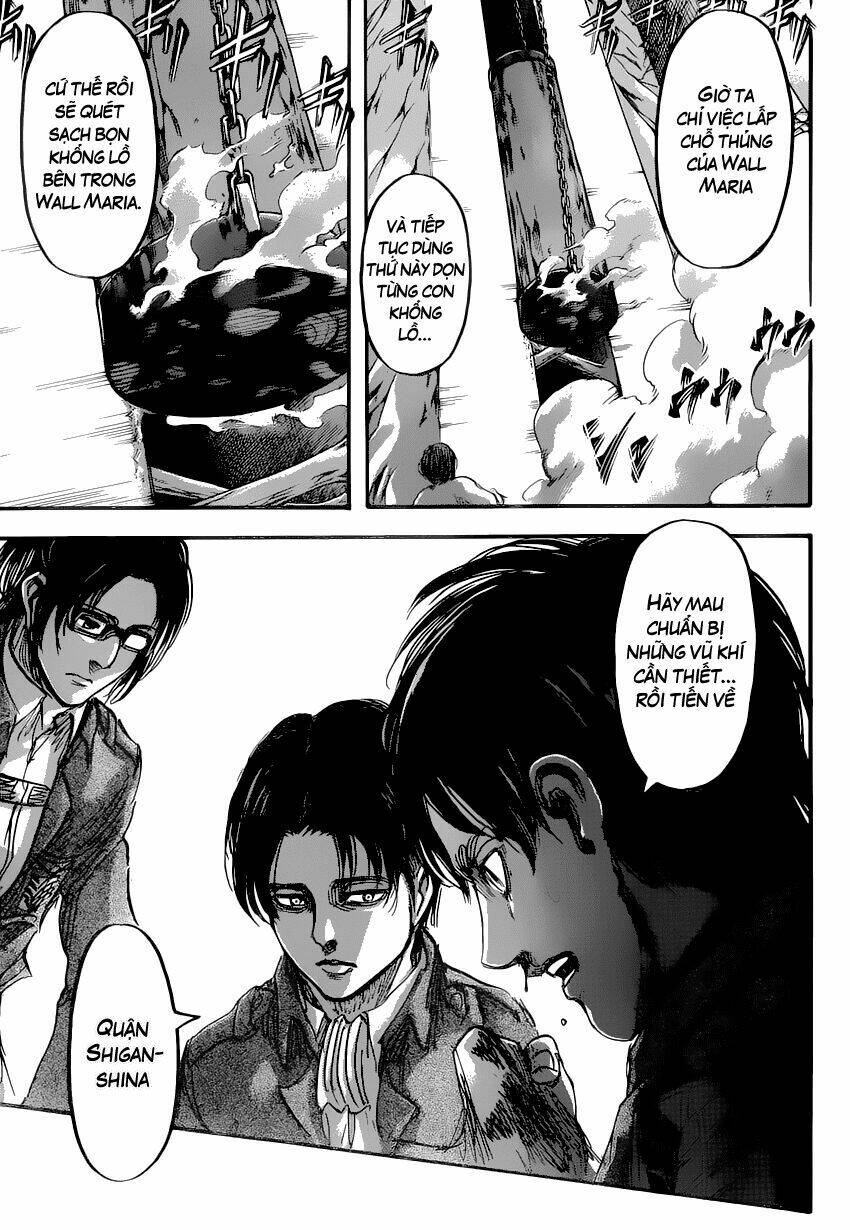 GIỜ TA
CHỈ VIỆC LẤP
CHỖ THỦNG
CỦA WALL
MARIA
VÀ TIẾP
TỤC DÙNG
THỨ NÀY DỌN
TỪNG CON
KHỔNG
LỒ...
CỨ THẾ RỒI
SẼ QUÉT
SẠCH BỌN
KHỔNG LỒ
BÊN TRONG
WALL MARIA.
HÃY MAU
CHUẨN BỊ
NHỮNG VŨ KHÍ
CẦN THIẾT...
RỒI TIẾN VỀ
QUẬN
SHIGAN-
SHINA